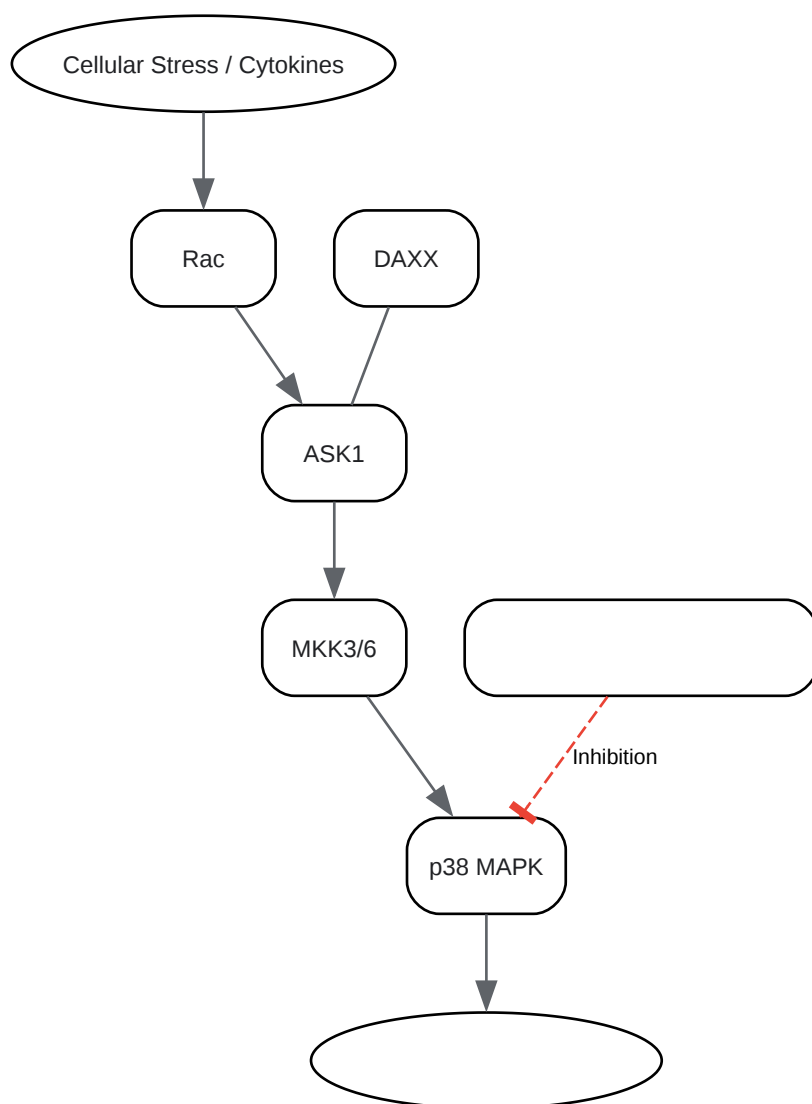 Cellular Stress / Cytokines
Rac
DAXX
ASK1
MKK3/6
Inhibition
p38 MAPK